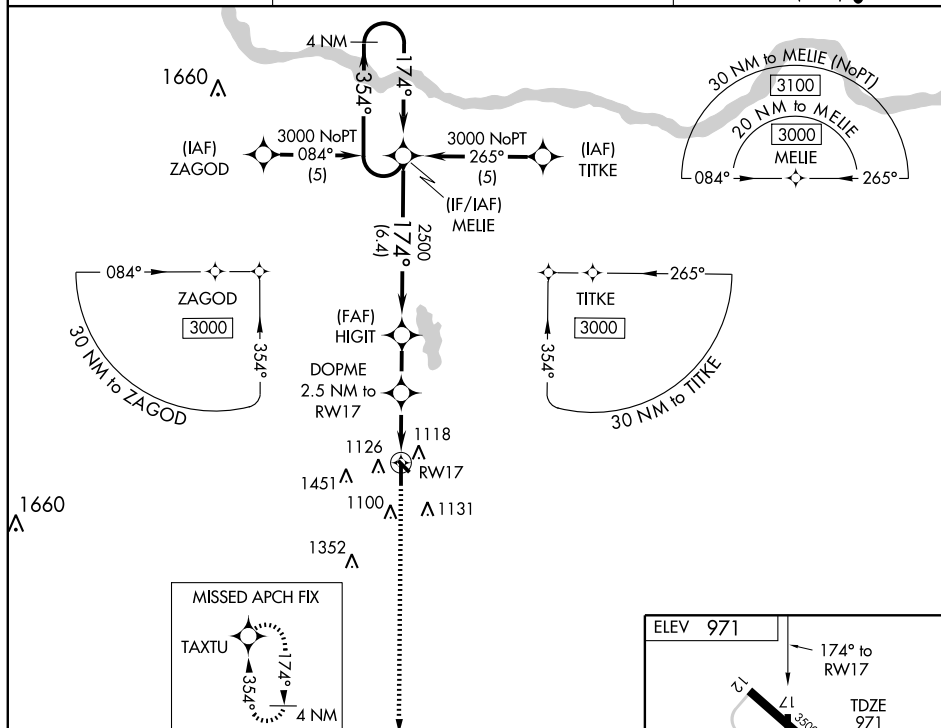 4 NM
354°
174°
1660
(IAF)
ZAGOD
3000 NoPT
084°
(5)
3000 NoPT
265°
(5)
(IAF)
TITKE
(IF/IAF)
MELIE
30 NM to MELIE (NoPT)
3100
20 NM to MELIE
3000
MELIE
084°
265°
2500
174°
(6.4)
084°
ZAGOD
3000
354°
30 NM to ZAGOD
265°
TITKE
3000
354°
30 NM to TITKE
(FAF)
HIGIT
DOPME
2.5 NM to
RW17
1118
1126
RW17
1451
1100
1131
1660
1352
MISSED APCH FIX
TAXTU
174°
354°
4 NM
ELEV 971
174° to
RW17
12
17
3500
TDZE
971